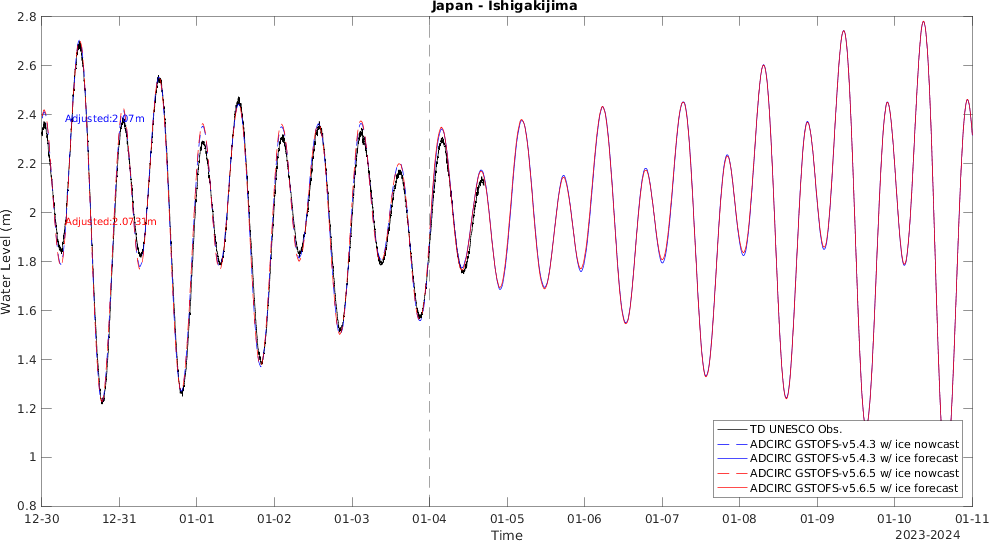 Japan - Ishigakijima
2.8
2.6
2.4
2.2
2
1.8
1.6
1.4
1.2
1
0.8
Water Level (m)
Adjusted:2.07m
Adjusted:2.0731m
TD UNESCO Obs.
ADCIRC GSTOFS-v5.4.3 w/ ice nowcast
ADCIRC GSTOFS-v5.4.3 w/ ice forecast
ADCIRC GSTOFS-v5.6.5 w/ ice nowcast
ADCIRC GSTOFS-v5.6.5 w/ ice forecast
12-30 12-31 01-01 01-02 01-03 01-04 01-05 01-06 01-07 01-08 01-09 01-10 01-11
Time
2023-2024